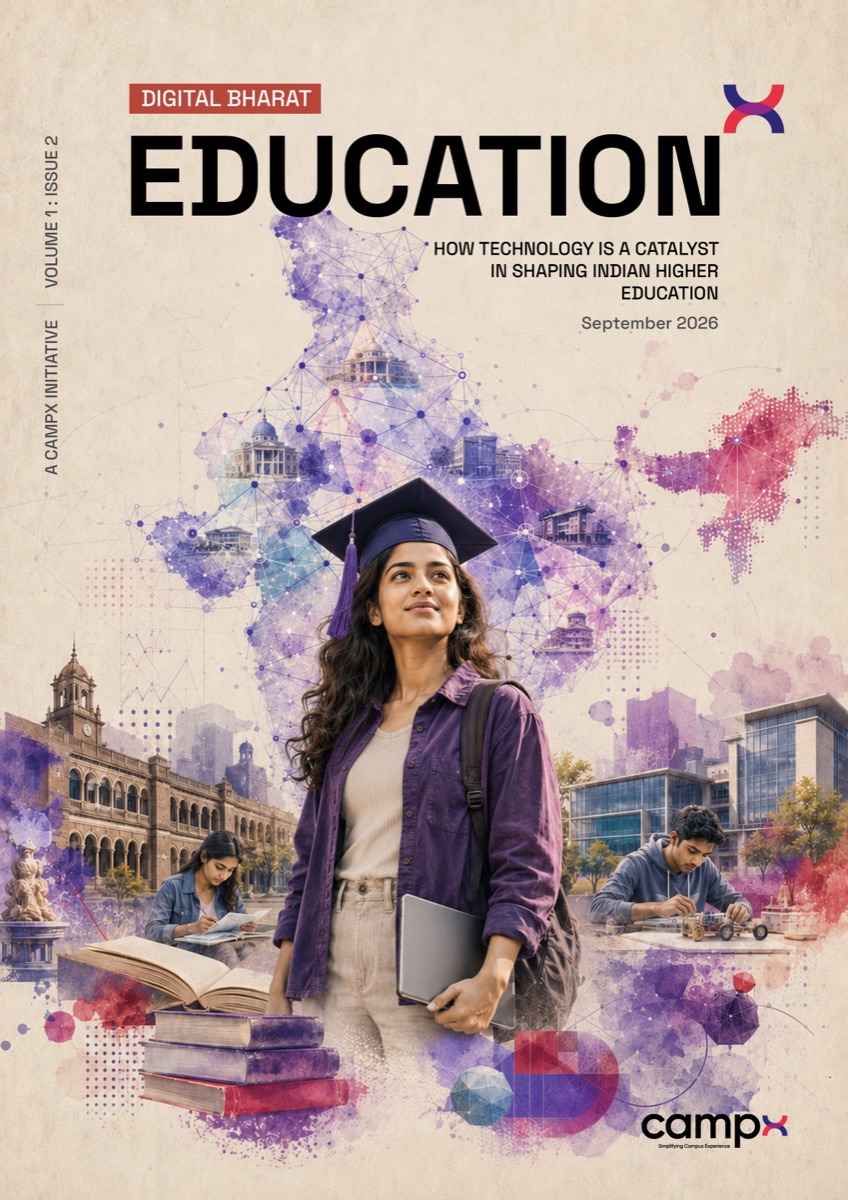 DIGITAL BHARAT
EDUCATION
HOW TECHNOLOGY IS A CATALYST
IN SHAPING INDIAN HIGHER
EDUCATION
September 2026
VOLUME 1 : ISSUE 2
A CAMPX INITIATIVE
campx
Simplifying Campus Experience